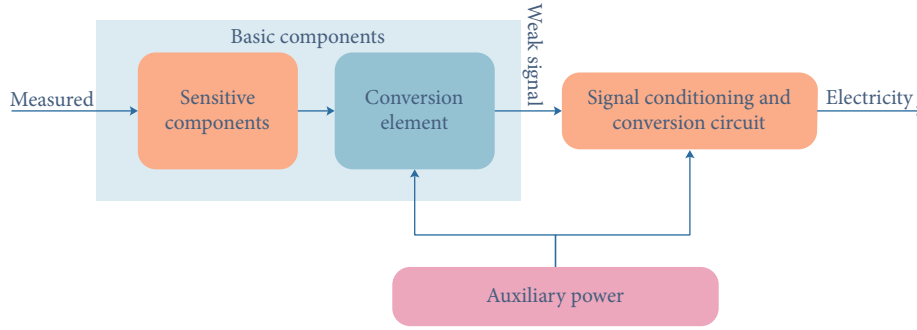 Basic components
Weak signal
Measured
Sensitive
components
Conversion
element
Signal conditioning and
conversion circuit
Electricity
Auxiliary power